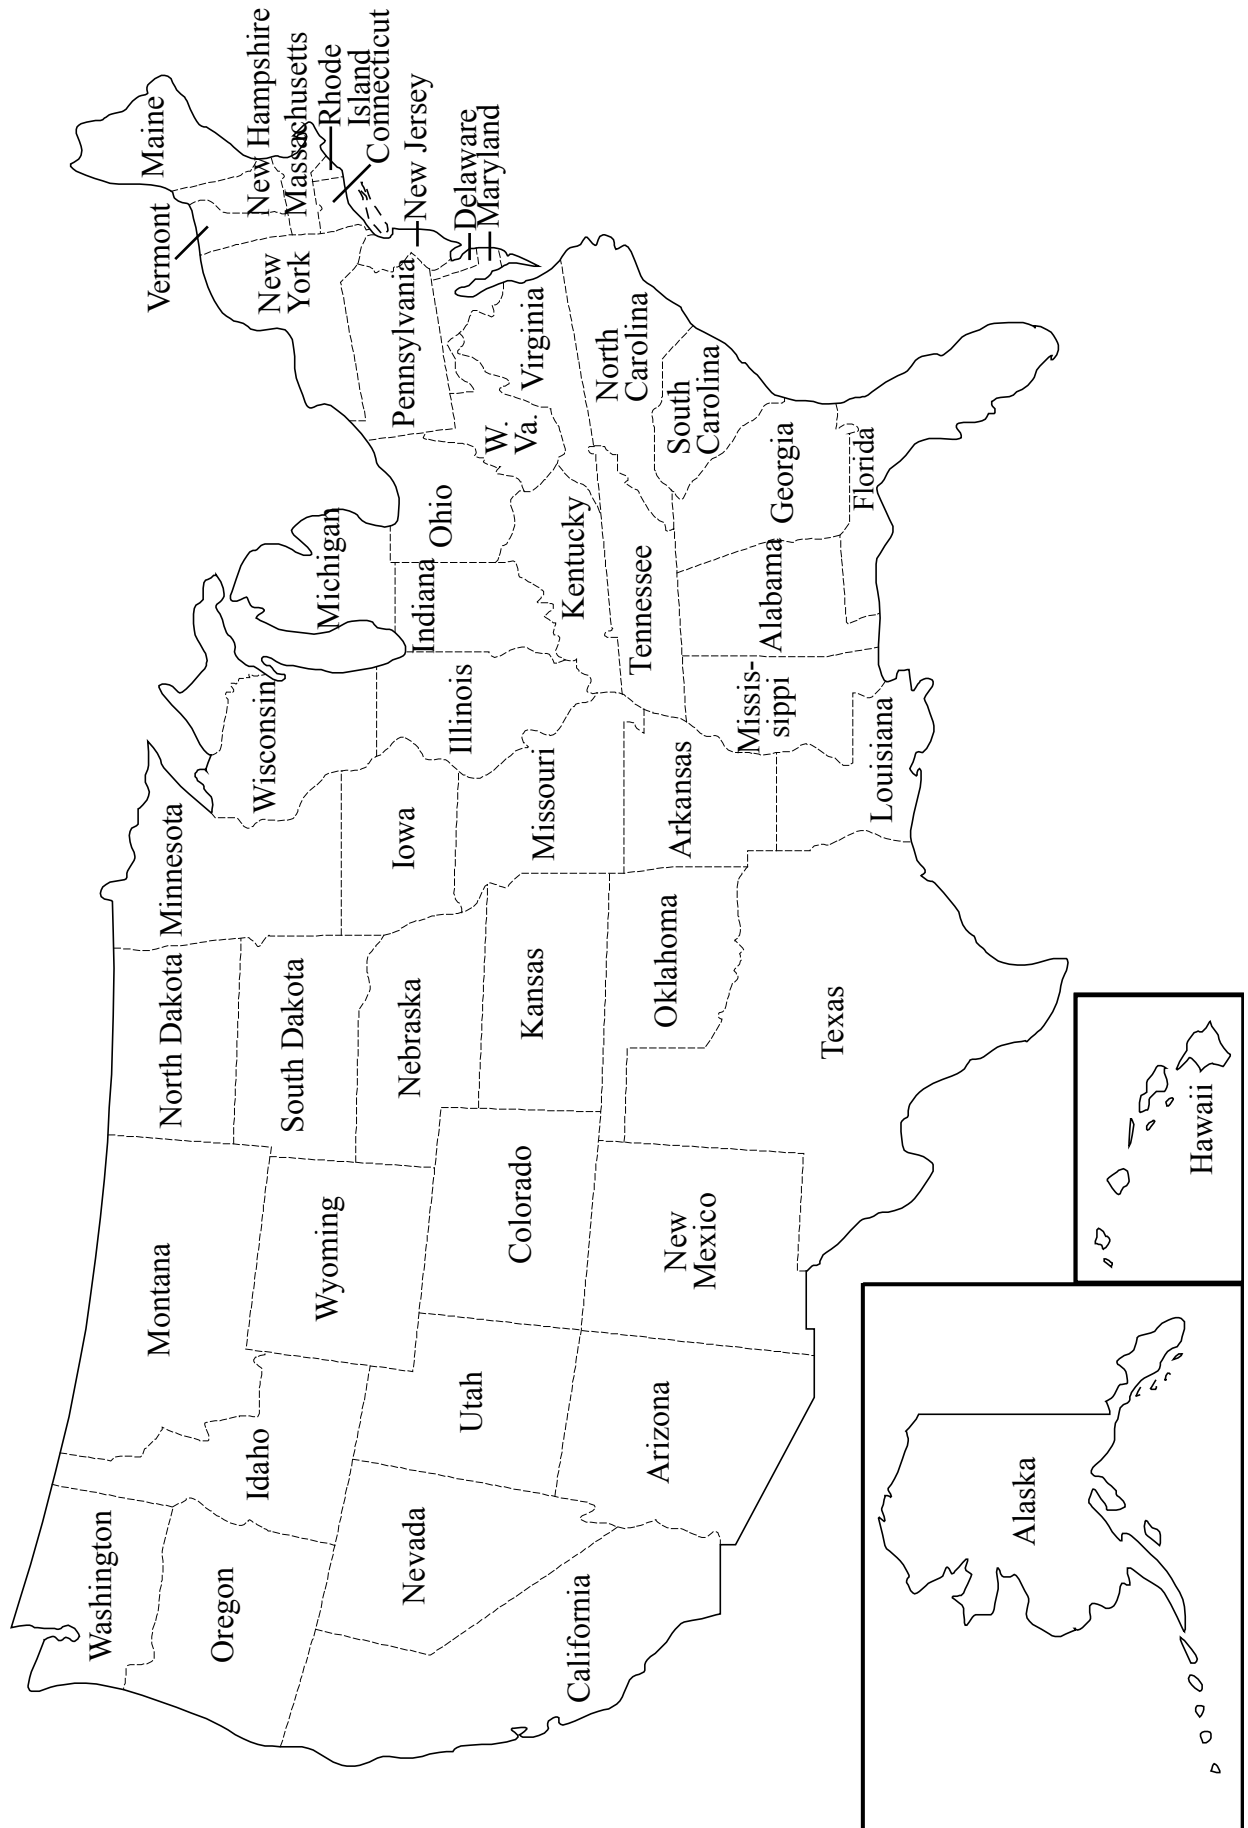 Washington
Oregon
California
Nevada
Idaho
Montana
Wyoming
Utah
Arizona
Colorado
New
Mexico
North Dakota
South Dakota
Nebraska
Kansas
Oklahoma
Texas
Minnesota
Iowa
Missouri
Arkansas
Louisiana
Wisconsin
Illinois
Missis-
sippi
Michigan
Indiana
Ohio
Kentucky
Tennessee
Alabama
Georgia
Florida
South
Carolina
North
Carolina
Virginia
W.
Va.
Pennsylvania
New
York
Vermont
Maine
New Hampshire
Massachusetts
Rhode
Island
Connecticut
New Jersey
Delaware
Maryland
Alaska
Hawaii